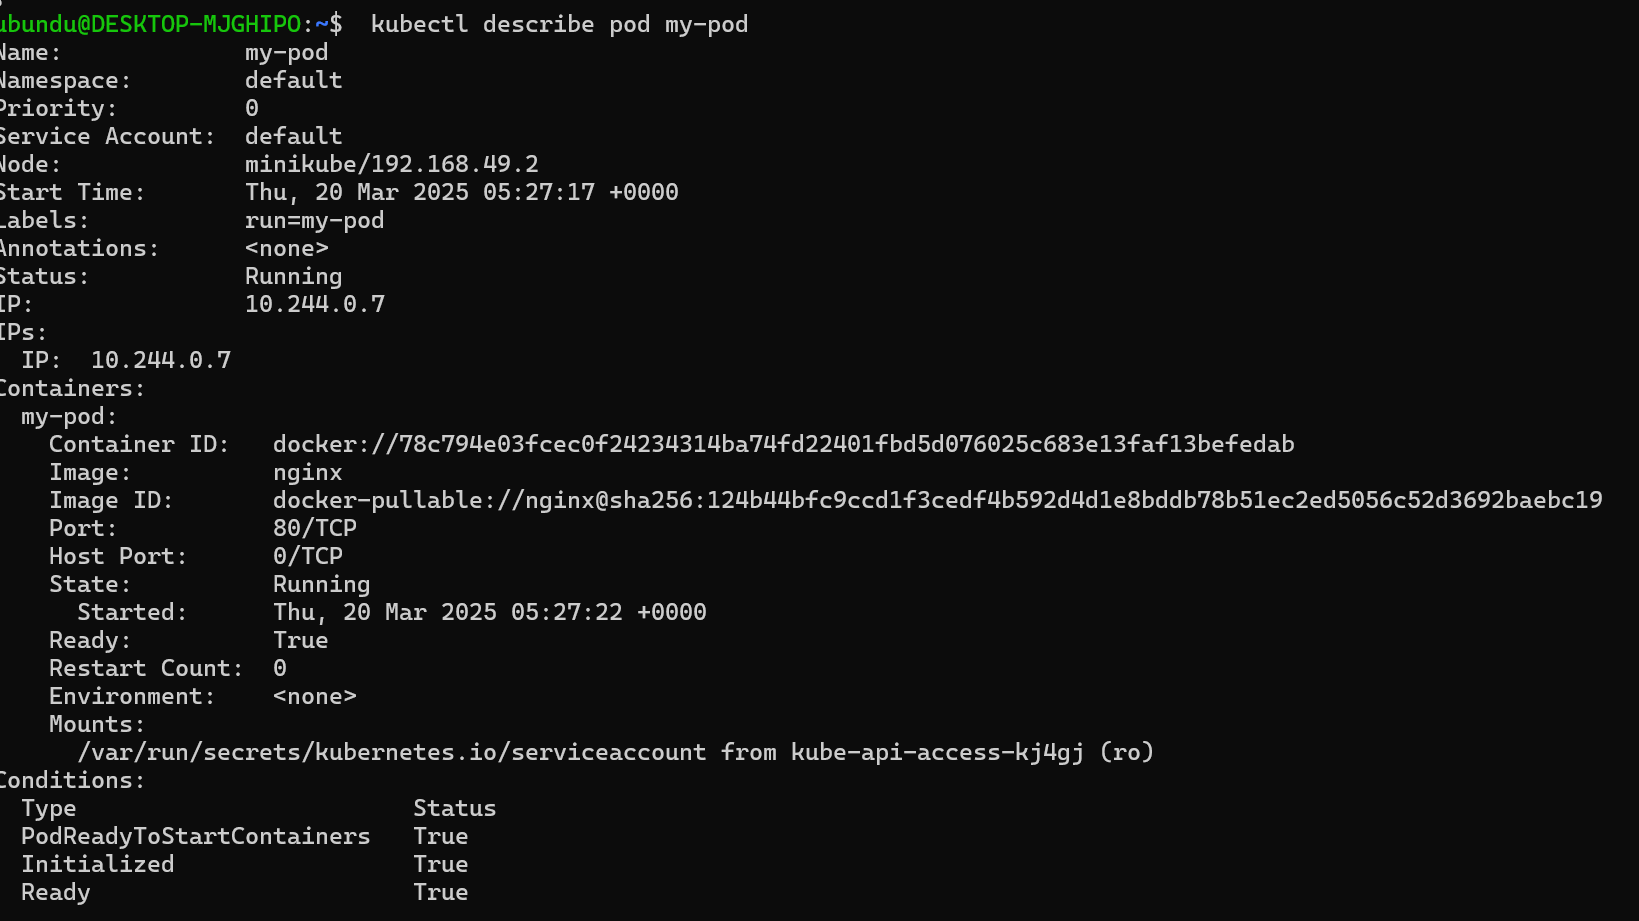 ubundu@DESKTOP-MJGHIPO:~$  kubectl describe pod my-pod
Name:             my-pod
Namespace:        default
Priority:         0
Service Account:  default
Node:             minikube/192.168.49.2
Start Time:       Thu, 20 Mar 2025 05:27:17 +0000
Labels:           run=my-pod
Annotations:      <none>
Status:           Running
IP:               10.244.0.7
IPs:
  IP:  10.244.0.7
Containers:
  my-pod:
    Container ID:   docker://78c794e03fcec0f24234314ba74fd22401fbd5d076025c683e13faf13befedab
    Image:          nginx
    Image ID:       docker-pullable://nginx@sha256:124b44bfc9ccd1f3cedf4b592d4d1e8bddb78b51ec2ed5056c52d3692baebc19
    Port:           80/TCP
    Host Port:      0/TCP
    State:          Running
      Started:      Thu, 20 Mar 2025 05:27:22 +0000
    Ready:          True
    Restart Count:  0
    Environment:    <none>
    Mounts:
      /var/run/secrets/kubernetes.io/serviceaccount from kube-api-access-kj4gj (ro)
Conditions:
  Type                        Status
  PodReadyToStartContainers   True
  Initialized                 True
  Ready                       True